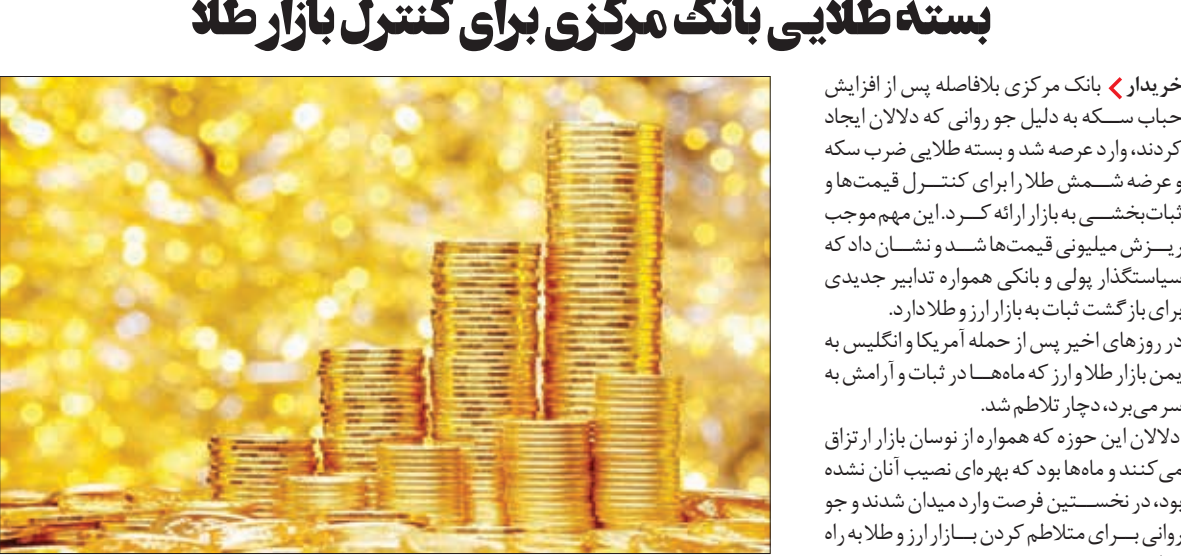 بسته طلایی بانک مرکزی برای کنترل بازار طلا
خریدار > بانک مرکزی بلافاصله پس از افزایش
حباب سکه به دلیل جو روانی که دلالان ایجاد
کردند، وارد عرصه شد و بسته طلایی ضرب سکه
و عرضه شمش طلا را برای کنترل قیمت‌ها و
ثبات‌بخشی به بازار ارائه کرد. این مهم موجب
ریزش میلیونی قیمت‌ها شد و نشان داد که
سیاستگذار پولی و بانکی همواره تدابیر جدیدی
برای بازگشت ثبات به بازار ارز و طلا دارد.
در روزهای اخیر پس از حمله آمریکا و انگلیس به
یمن بازار طلا و ارز که ماه‌ها در ثبات و آرامش به
سر می‌برد، دچار تلاطم شد.
دلالان این حوزه که همواره از نوسان بازار ارتزاق
می‌کنند و ماه‌ها بود که بهره‌ای نصیب آنان نشده
بود، در نخستین فرصت وارد میدان شدند و جو
روانی برای متلاطم کردن بازار ارز و طلا به راه